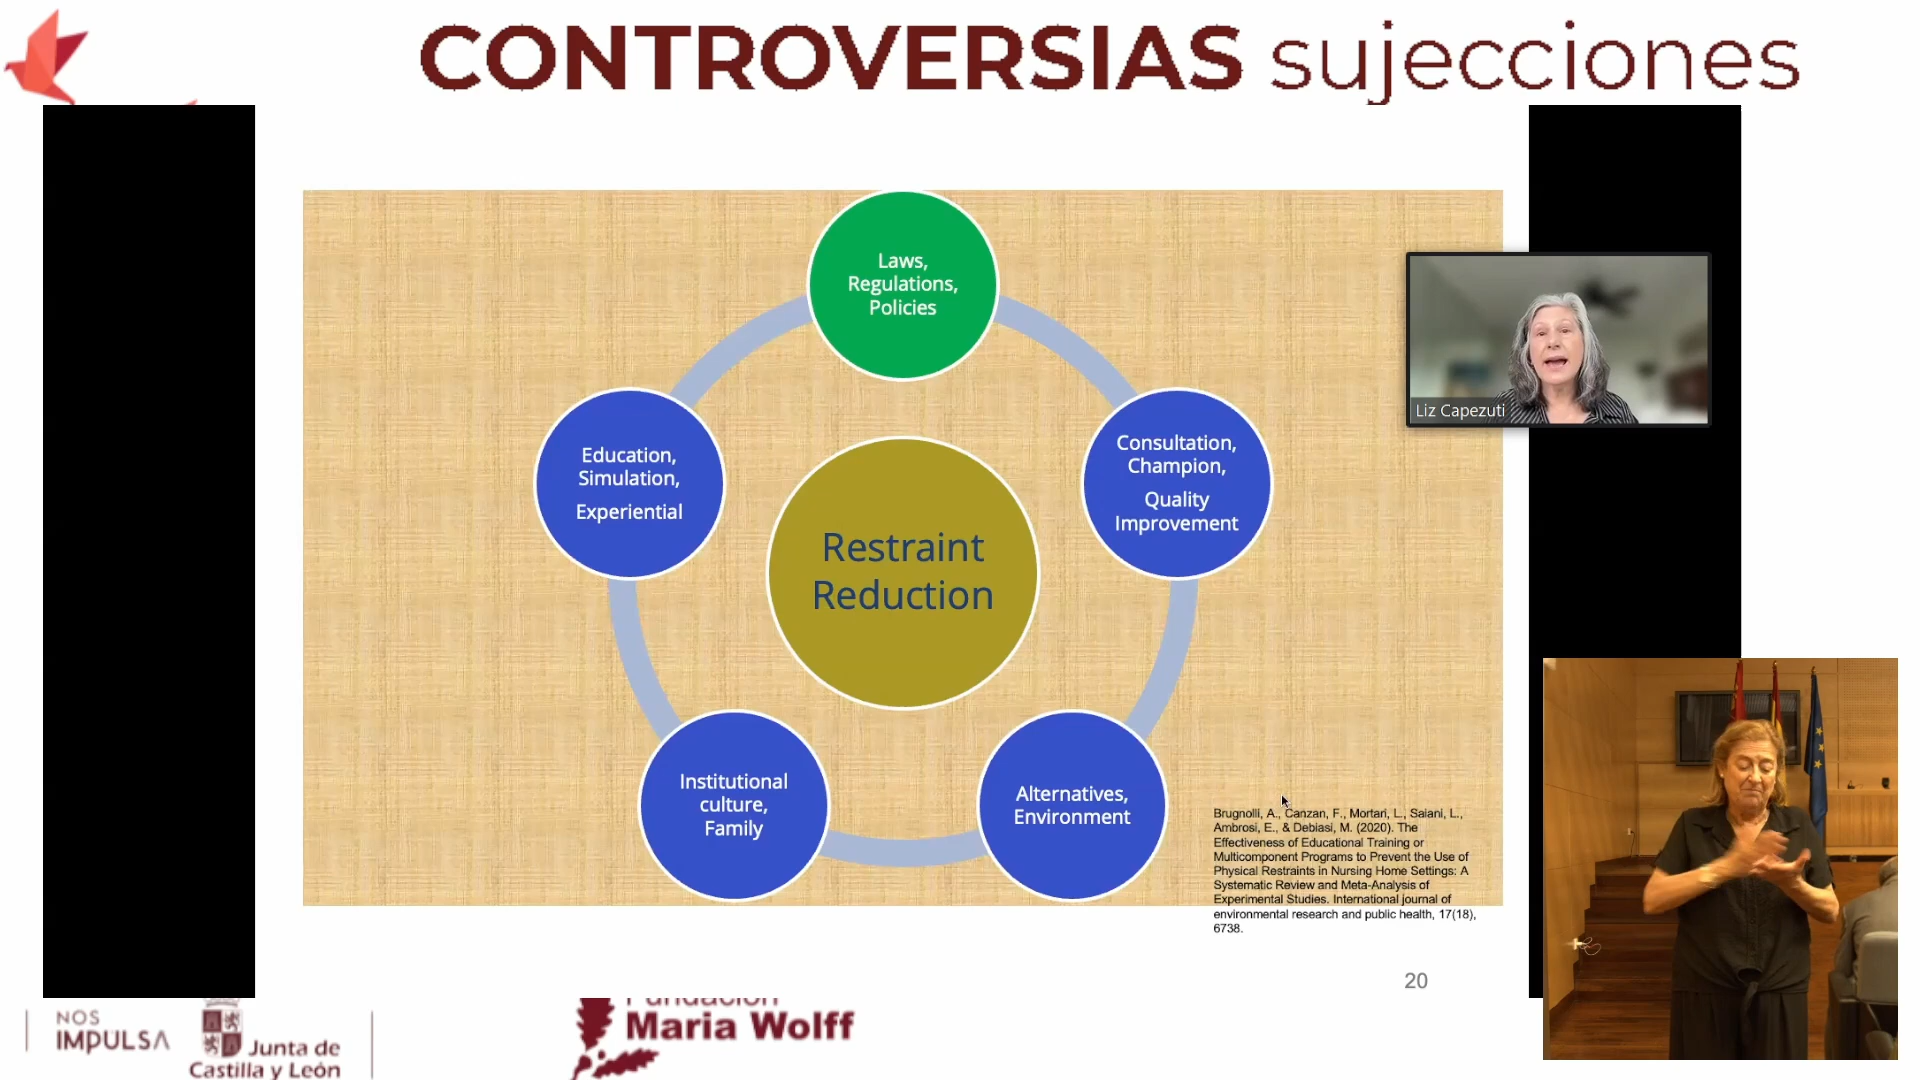 CONTROVERSIAS sujecciones
Laws,
Regulations,
Policies
Education,
Simulation,
Experiential
Consultation,
Champion,
Quality
Improvement
Restraint
Reduction
Institutional
culture,
Family
Alternatives,
Environment
Liz Capezuti
Brugnolli, A., Canzan, F., Mortari, L., Saiani, L.,
Ambrosi, E., & Debiasi, M. (2020). The
Effectiveness of Educational Training or
Multicomponent Programs to Prevent the Use of
Physical Restraints in Nursing Home Settings: A
Systematic Review and Meta-Analysis of
Experimental Studies. International journal of
environmental research and public health, 17(18),
6738.
20
NOS
IMPULSA
Junta de
Castilla y León
Fundación
Maria Wolff